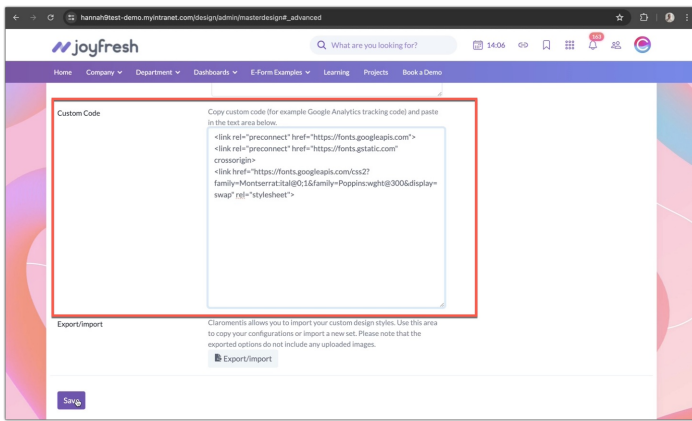 hannah9test-demo.myintranet.com/design/admin/masterdesign#_advanced
joyfresh
What are you looking for?
14:06
163
Home Company Department Dashboards E-Form Examples Learning Projects Book a Demo
Custom Code
Copy custom code (for example Google Analytics tracking code) and paste
in the text area below.
<link rel="preconnect" href="https://fonts.googleapis.com">
<link rel="preconnect" href="https://fonts.gstatic.com"
crossorigin>
<link href="https://fonts.googleapis.com/css2?
family=Montserrat:ital@0;1&family=Poppins:wght@300&display=
swap" rel="stylesheet">
Export/import
Claromentis allows you to import your custom design styles. Use this area
to copy your configurations or import a new set. Please note that the
exported options do not include any uploaded images.
Export/import
Save